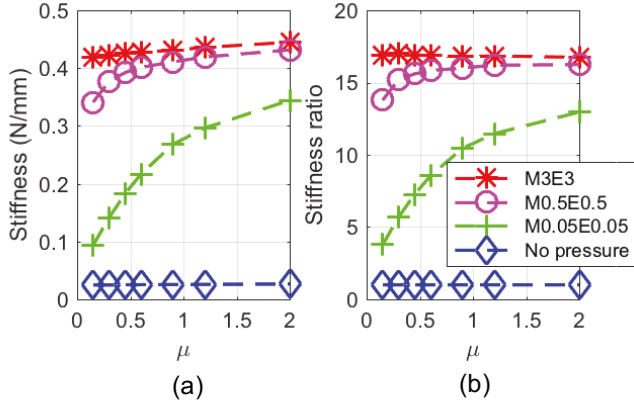 0.5
0.4
0.3
0.2
0.1
0
Stiffness (N/mm)
0 0.5 1 1.5 2
μ
(a)
20
15
10
5
0
Stiffness ratio
M3E3
M0.5E0.5
M0.05E0.05
No pressure
0 0.5 1 1.5 2
μ
(b)